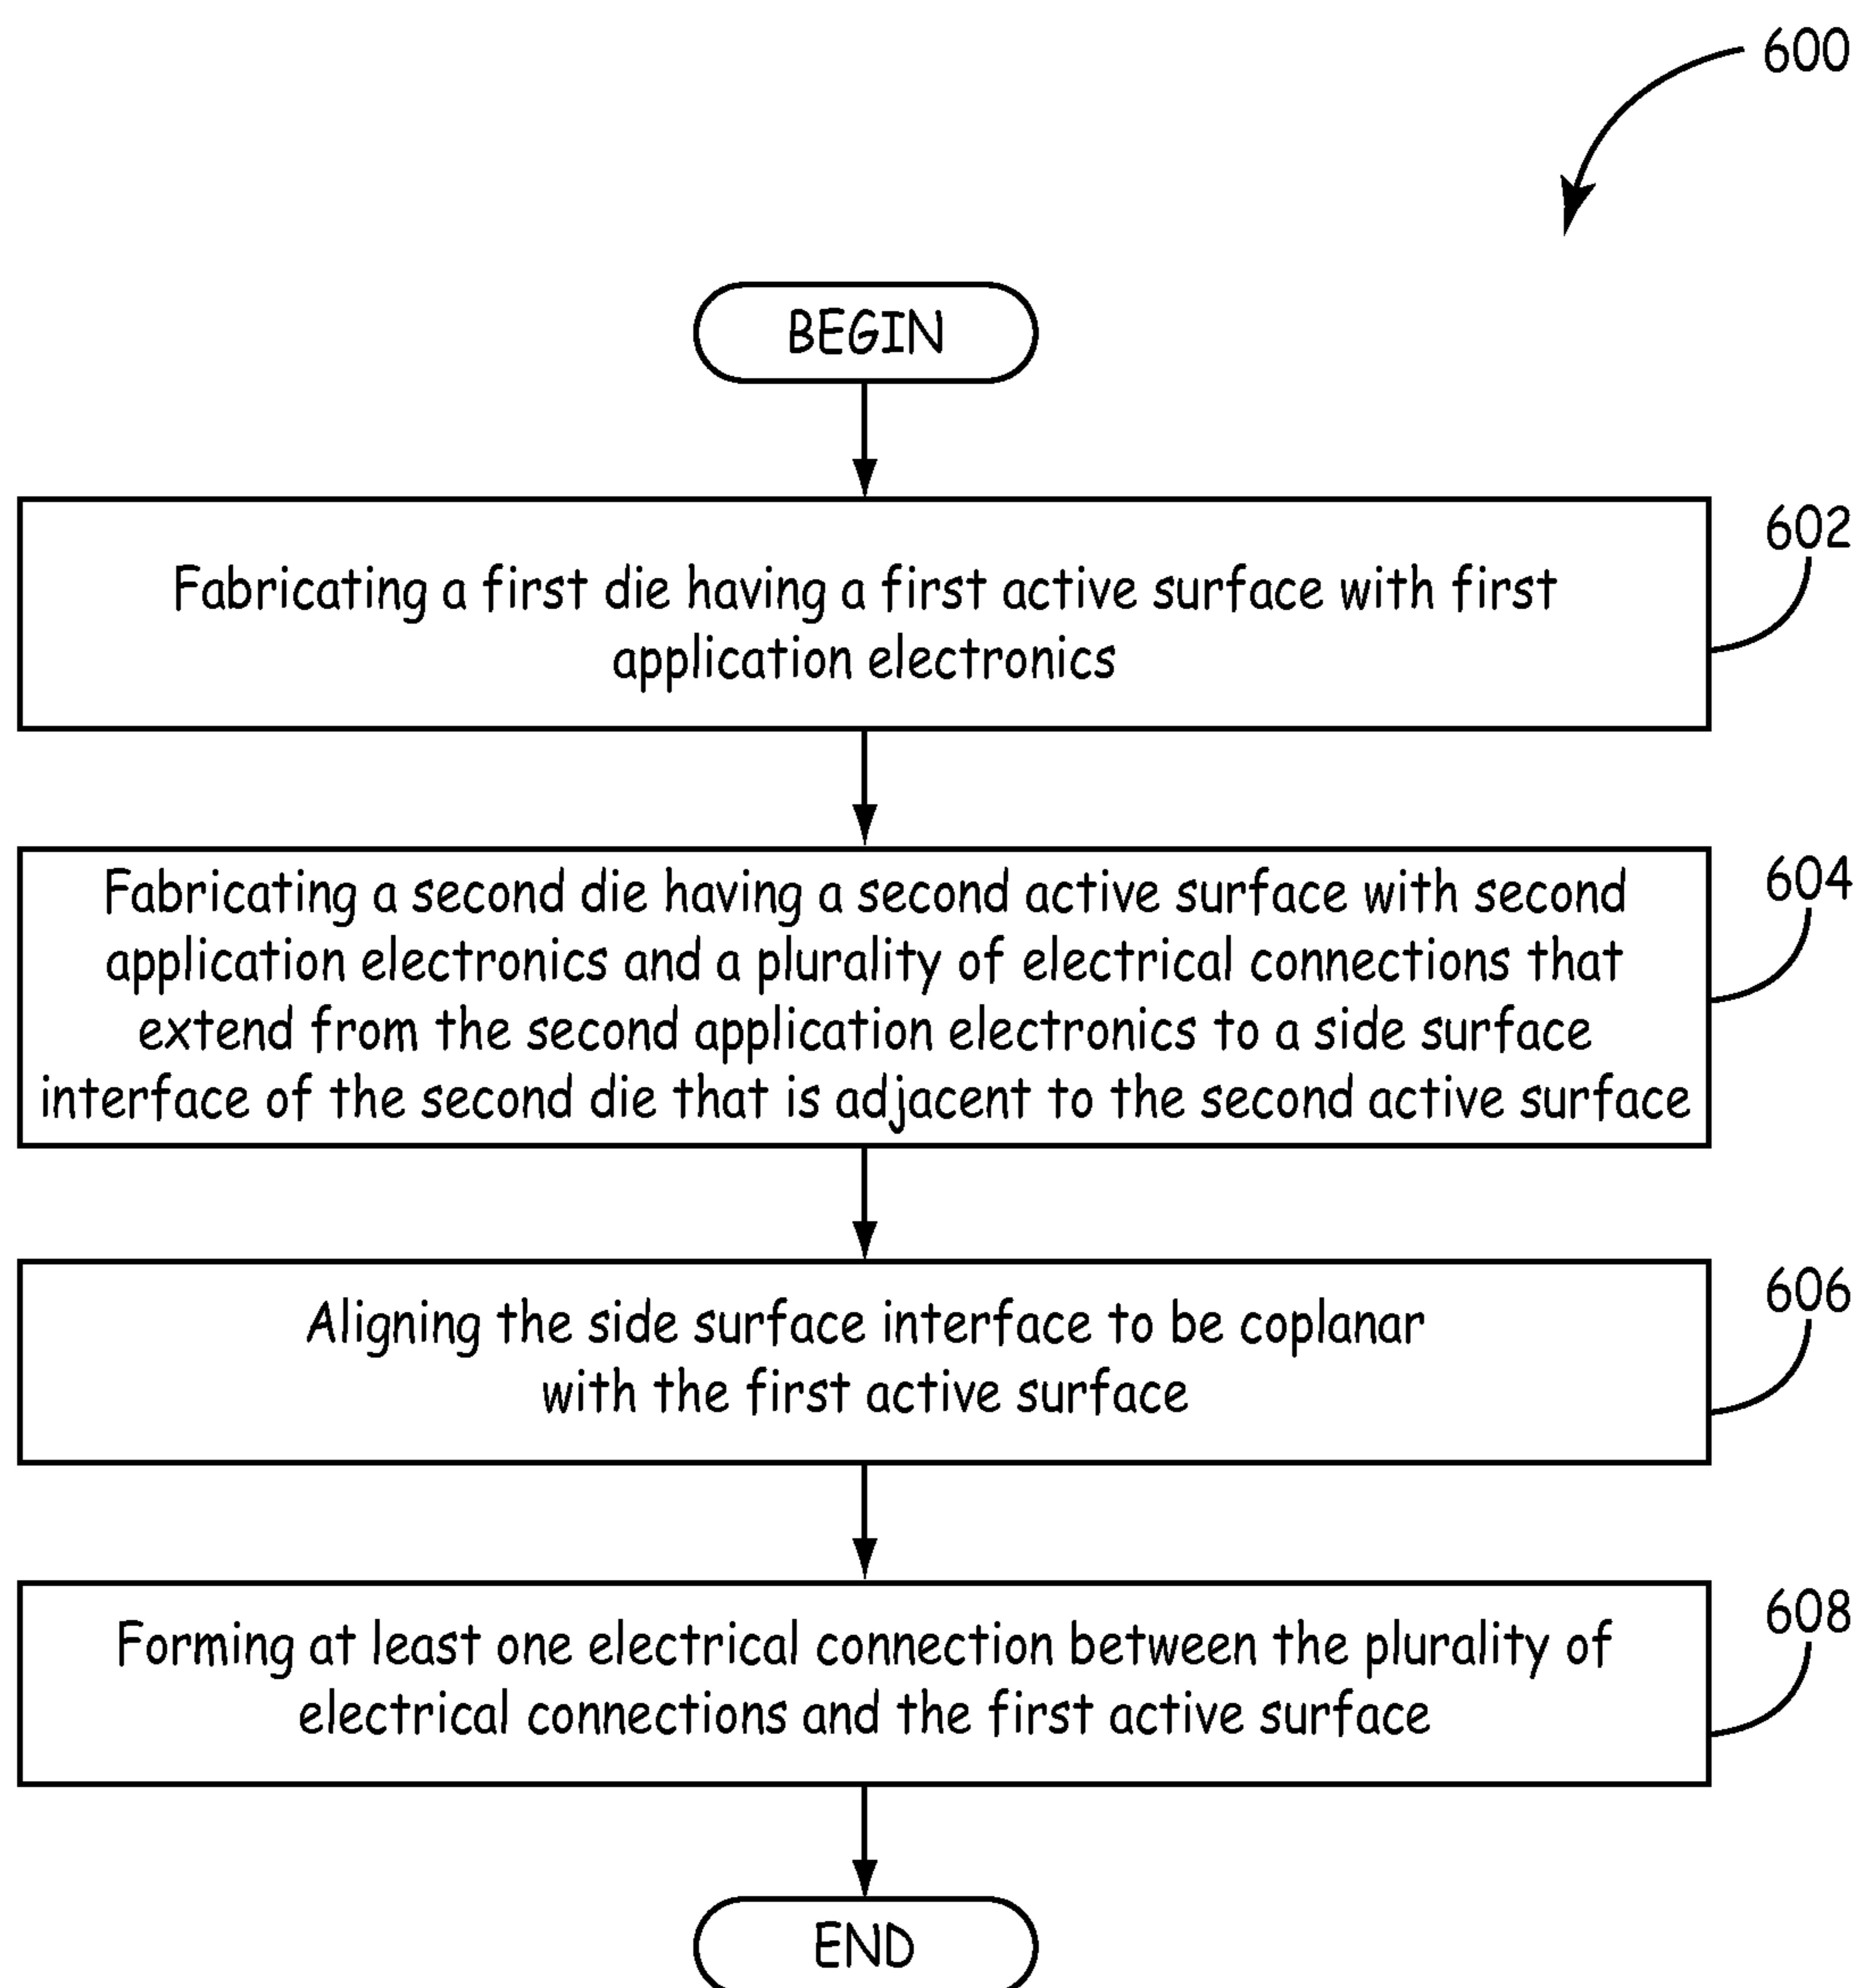 600
BEGIN
602
Fabricating a first die having a first active surface with first
application electronics
604
Fabricating a second die having a second active surface with second
application electronics and a plurality of electrical connections that
extend from the second application electronics to a side surface
interface of the second die that is adjacent to the second active surface
606
Aligning the side surface interface to be coplanar
with the first active surface
608
Forming at least one electrical connection between the plurality of
electrical connections and the first active surface
END